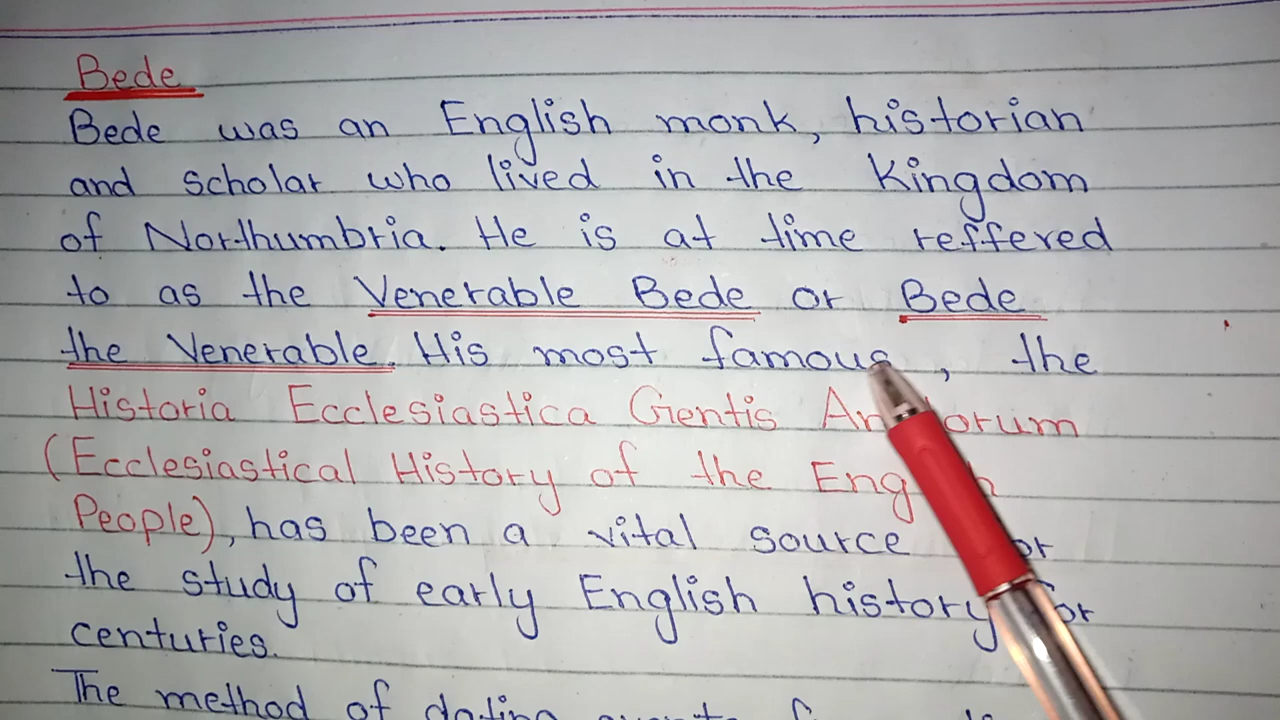 Bede
Bede was an English monk, historian
and scholar who lived in the Kingdom
of Northumbria. He is at time reffered
to as the Venerable Bede or Bede
the Venerable. His most famous, the
Historia Ecclesiastica Gentis
(Ecclesiastical History of the
People), has been a vital source
the study of early English history for
centuries.
The method of dating